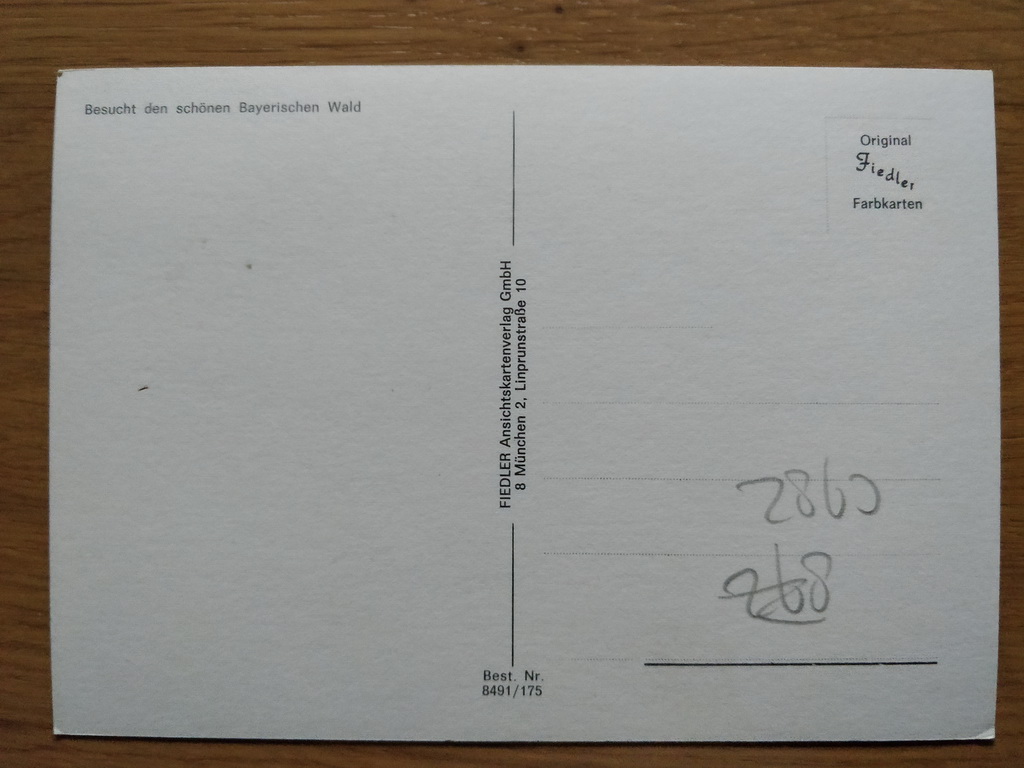 Besucht den schönen Bayerischen Wald
FIEDLER Ansichtskartenverlag GmbH
8 München 2, Linprunstraße 10
Best. Nr.
8491/175
Original
Fiedler
Farbkarten